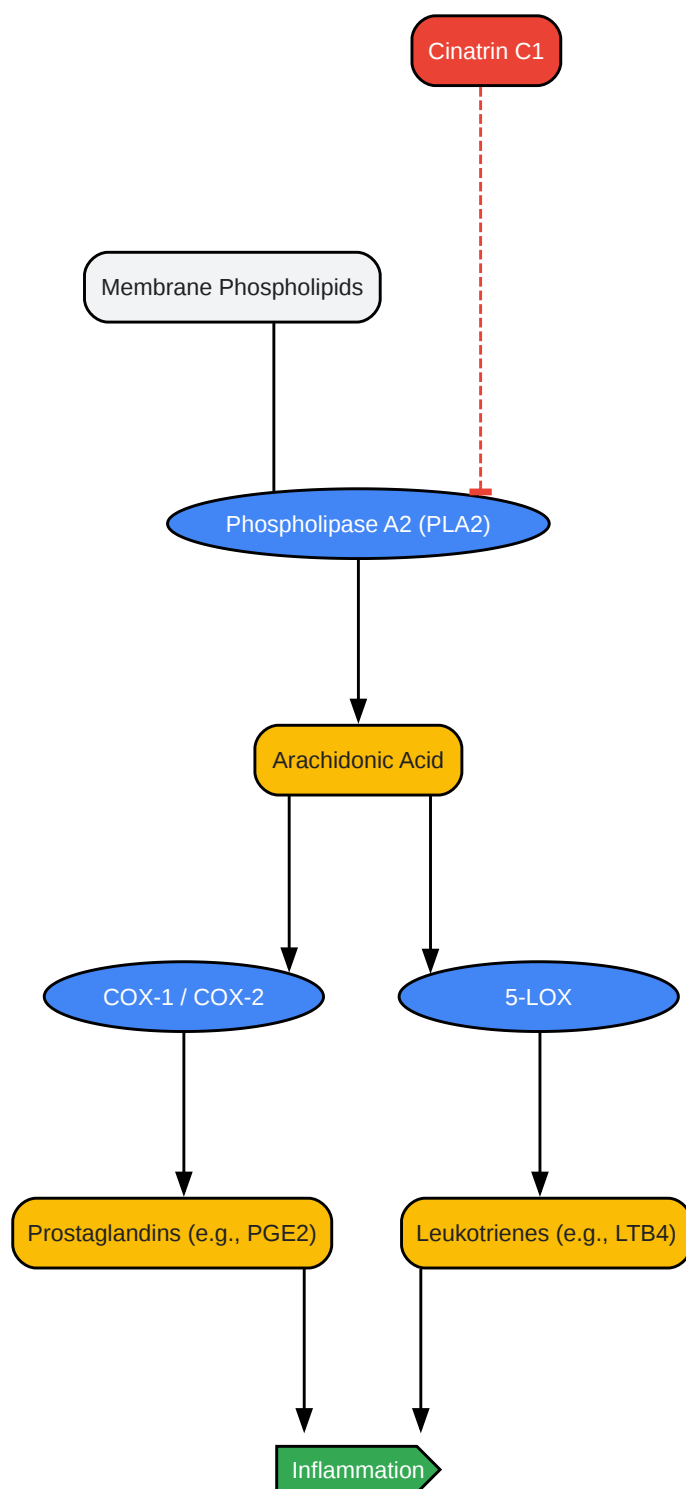 Cinatrin C1
Membrane Phospholipids
Phospholipase A2 (PLA2)
Arachidonic Acid
COX-1 / COX-2
5-LOX
Prostaglandins (e.g., PGE2)
Leukotrienes (e.g., LTB4)
Inflammation